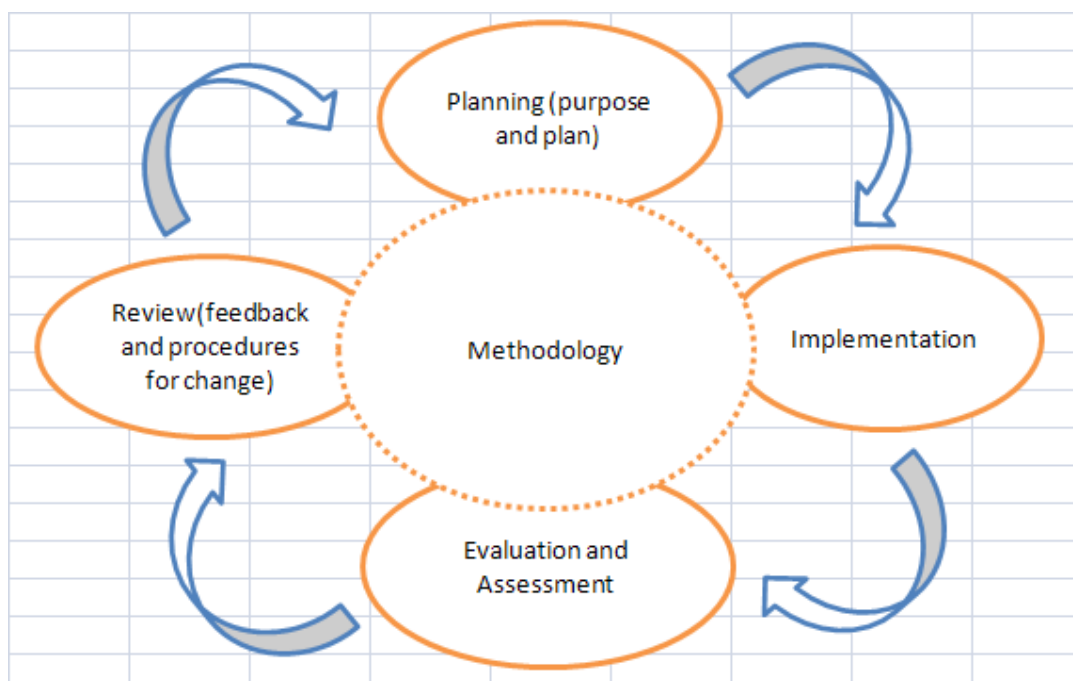 Planning (purpose
and plan)
Review(feedback
and procedures
for change)
Methodology
Implementation
Evaluation and
Assessment